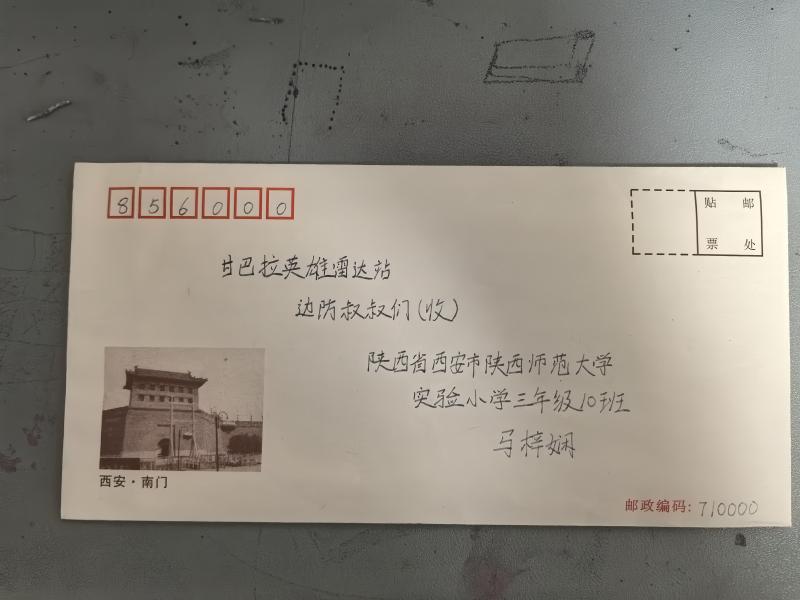 856000
贴 邮
票 处
甘巴拉英雄雷达站
边防叔叔们(收)
陕西省西安市陕西师范大学
实验小学三年级10班
马梓娴
西安·南门
邮政编码:710000